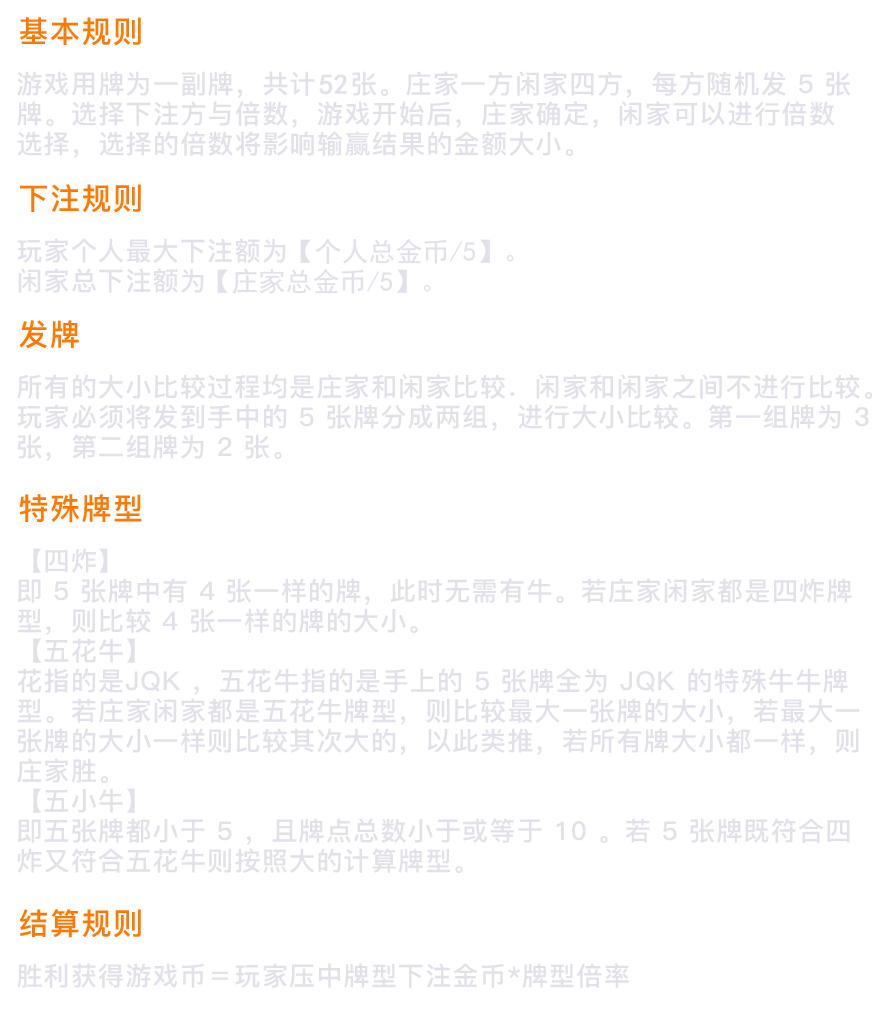 基本规则
游戏用牌为一副牌，共计52张。庄家一方闲家四方，每方随机发 5 张
牌。选择下注方与倍数，游戏开始后，庄家确定，闲家可以进行倍数
选择，选择的倍数将影响输赢结果的金额大小。
下注规则
玩家个人最大下注额为【个人总金币/5】。
闲家总下注额为【庄家总金币/5】。
发牌
所有的大小比较过程均是庄家和闲家比较．闲家和闲家之间不进行比较。
玩家必须将发到手中的 5 张牌分成两组，进行大小比较。第一组牌为 3
张，第二组牌为 2 张。
特殊牌型
【四炸】
即 5 张牌中有 4 张一样的牌，此时无需有牛。若庄家闲家都是四炸牌
型，则比较 4 张一样的牌的大小。
【五花牛】
花指的是JQK ，五花牛指的是手上的 5 张牌全为 JQK 的特殊牛牛牌
型。若庄家闲家都是五花牛牌型，则比较最大一张牌的大小，若最大一
张牌的大小一样则比较其次大的，以此类推，若所有牌大小都一样，则
庄家胜。
【五小牛】
即五张牌都小于 5 ，且牌点总数小于或等于 10 。若 5 张牌既符合四
炸又符合五花牛则按照大的计算牌型。
结算规则
胜利获得游戏币＝玩家压中牌型下注金币*牌型倍率